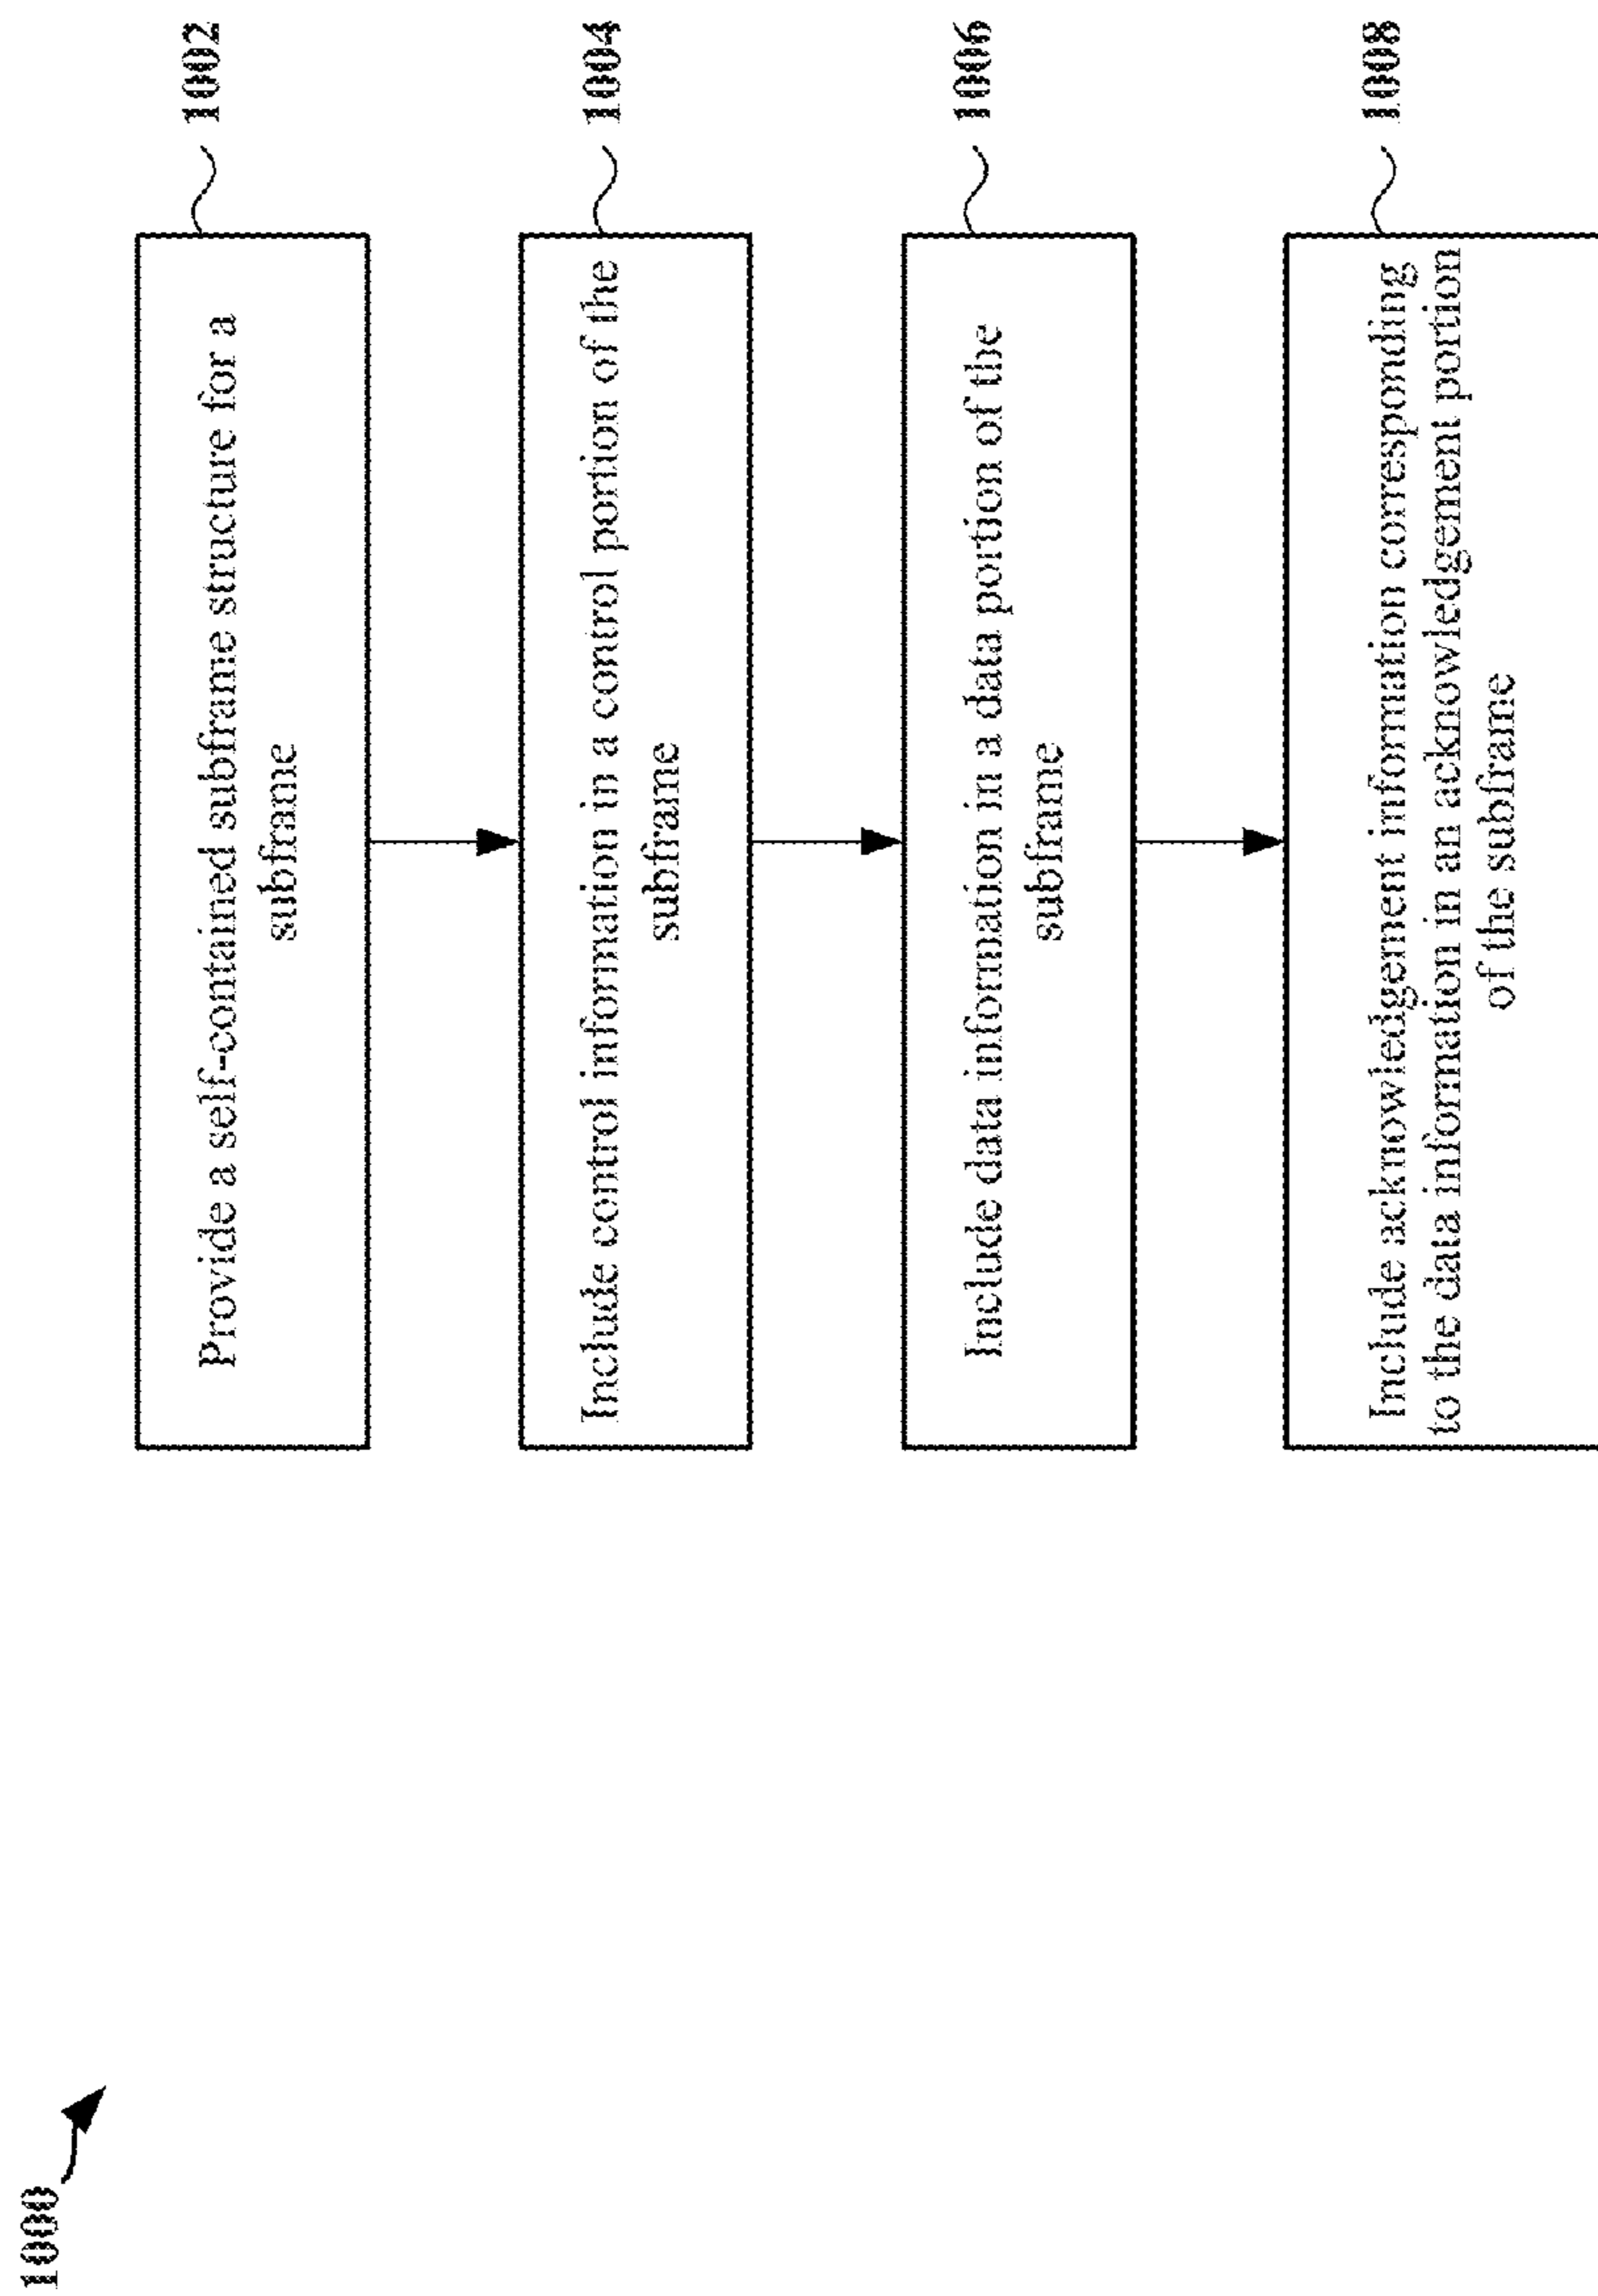 1000
Provide a self-contained subframe structure for a
subframe
1002
Include control information in a control portion of the
subframe
1004
Include data information in a data portion of the
subframe
1006
Include acknowledgement information corresponding
to the data information in an acknowledgement portion
of the subframe
1008